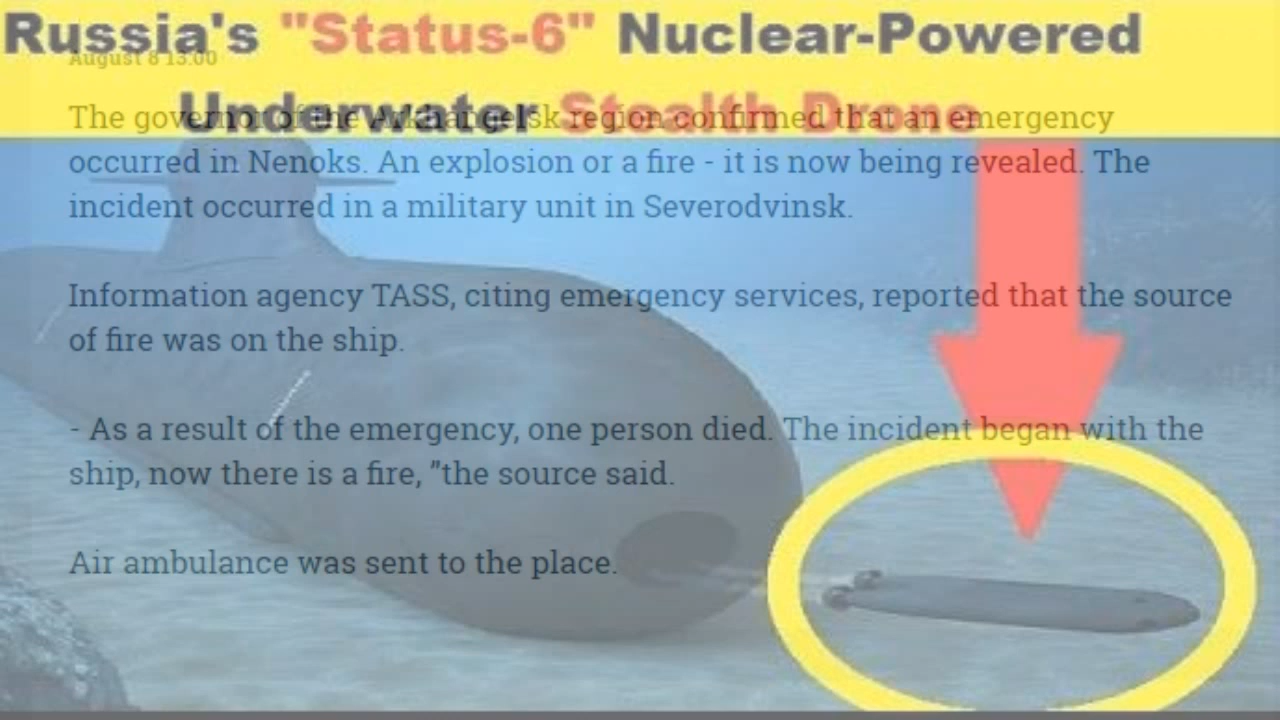 Russia's "Status-6" Nuclear-Powered
Underwater Stealth Drone
August 8 13:00
The governor of the Arkhangelsk region confirmed that an emergency
occurred in Nenoks. An explosion or a fire - it is now being revealed. The
incident occurred in a military unit in Severodvinsk.
Information agency TASS, citing emergency services, reported that the source
of fire was on the ship.
- As a result of the emergency, one person died. The incident began with the
ship, now there is a fire, "the source said.
Air ambulance was sent to the place.